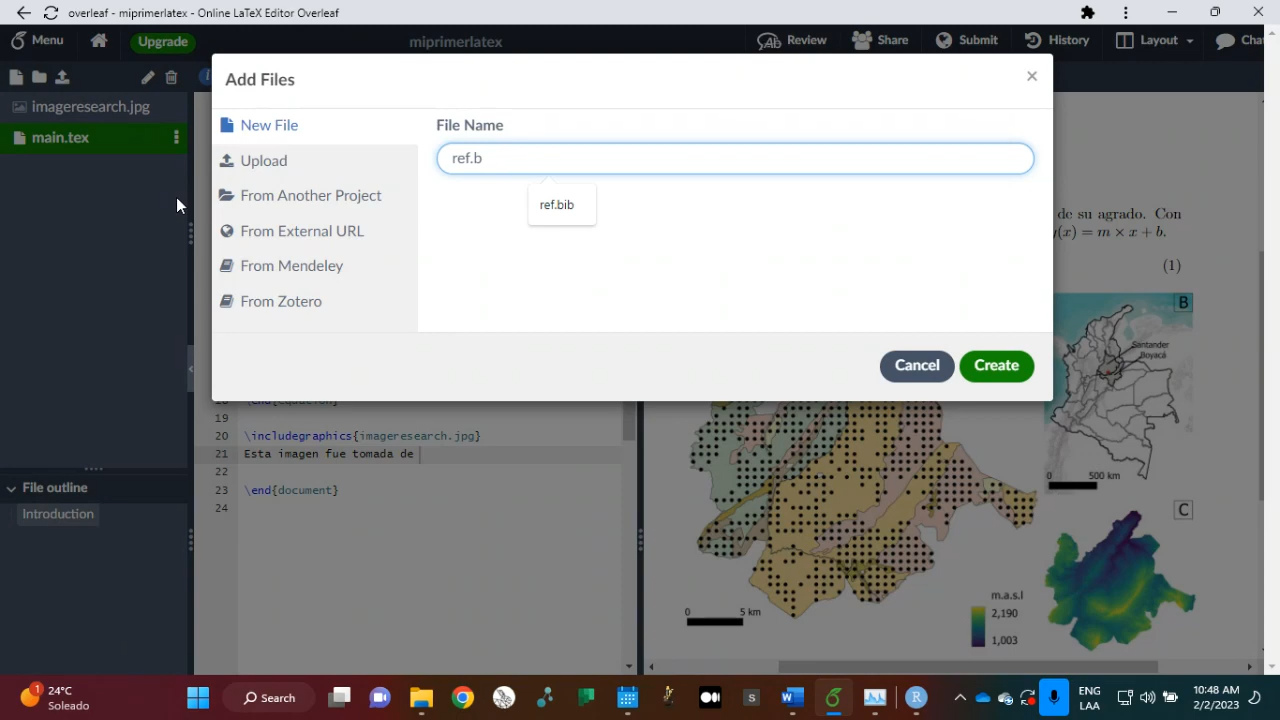 overleaf - miprimerlatex - Online LaTeX Editor Overleaf
Menu
Upgrade
miprimerlatex
Review
Share
Submit
History
Layout
Cha
Add Files
imageresearch.jpg
main.tex
New File
Upload
From Another Project
From External URL
From Mendeley
From Zotero
File Name
ref.b
ref.bib
Cancel
Create
de su agrado. Con
(x) = m × x + b.
(1)
19
20 \includegraphics{imageresearch.jpg}
21 Esta imagen fue tomada de
22
23 \end{document}
24
File outline
Introduction
B
Santander
Boyacá
500 km
0
C
0 5 km
m.a.s.l
2,190
1,003
24°C
Soleado
1
Search
S
W
R
ENG
LAA
10:48 AM
2/2/2023